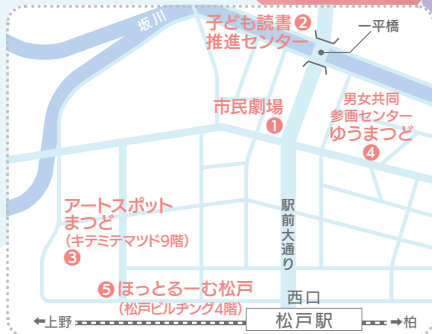 坂川
子ども読書❷
推進センター
一平橋
市民劇場
❶
男女共同
参画センター
ゆうまつど
❹
アートスポット
まつど
(キテミテマツド9階)
❸
駅前大通り
❺ほっとるーむ松戸
(松戸ビルヂング4階)
西口
←上野
松戸駅
→柏